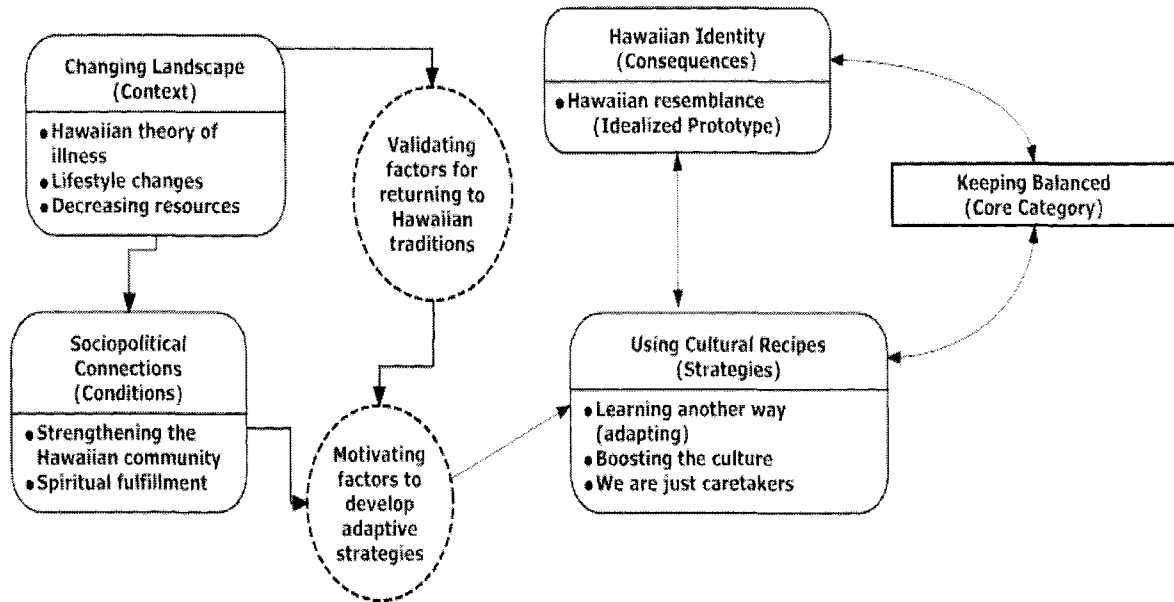 Changing Landscape
(Context)
● Hawaiian theory of
illness
● Lifestyle changes
● Decreasing resources
Validating
factors for
returning to
Hawaiian
traditions
Hawaiian Identity
(Consequences)
● Hawaiian resemblance
(Idealized Prototype)
Keeping Balanced
(Core Category)
Sociopolitical
Connections
(Conditions)
● Strengthening the
Hawaiian community
● Spiritual fulfillment
Motivating
factors to
develop
adaptive
strategies
Using Cultural Recipes
(Strategies)
● Learning another way
(adapting)
● Boosting the culture
● We are just caretakers